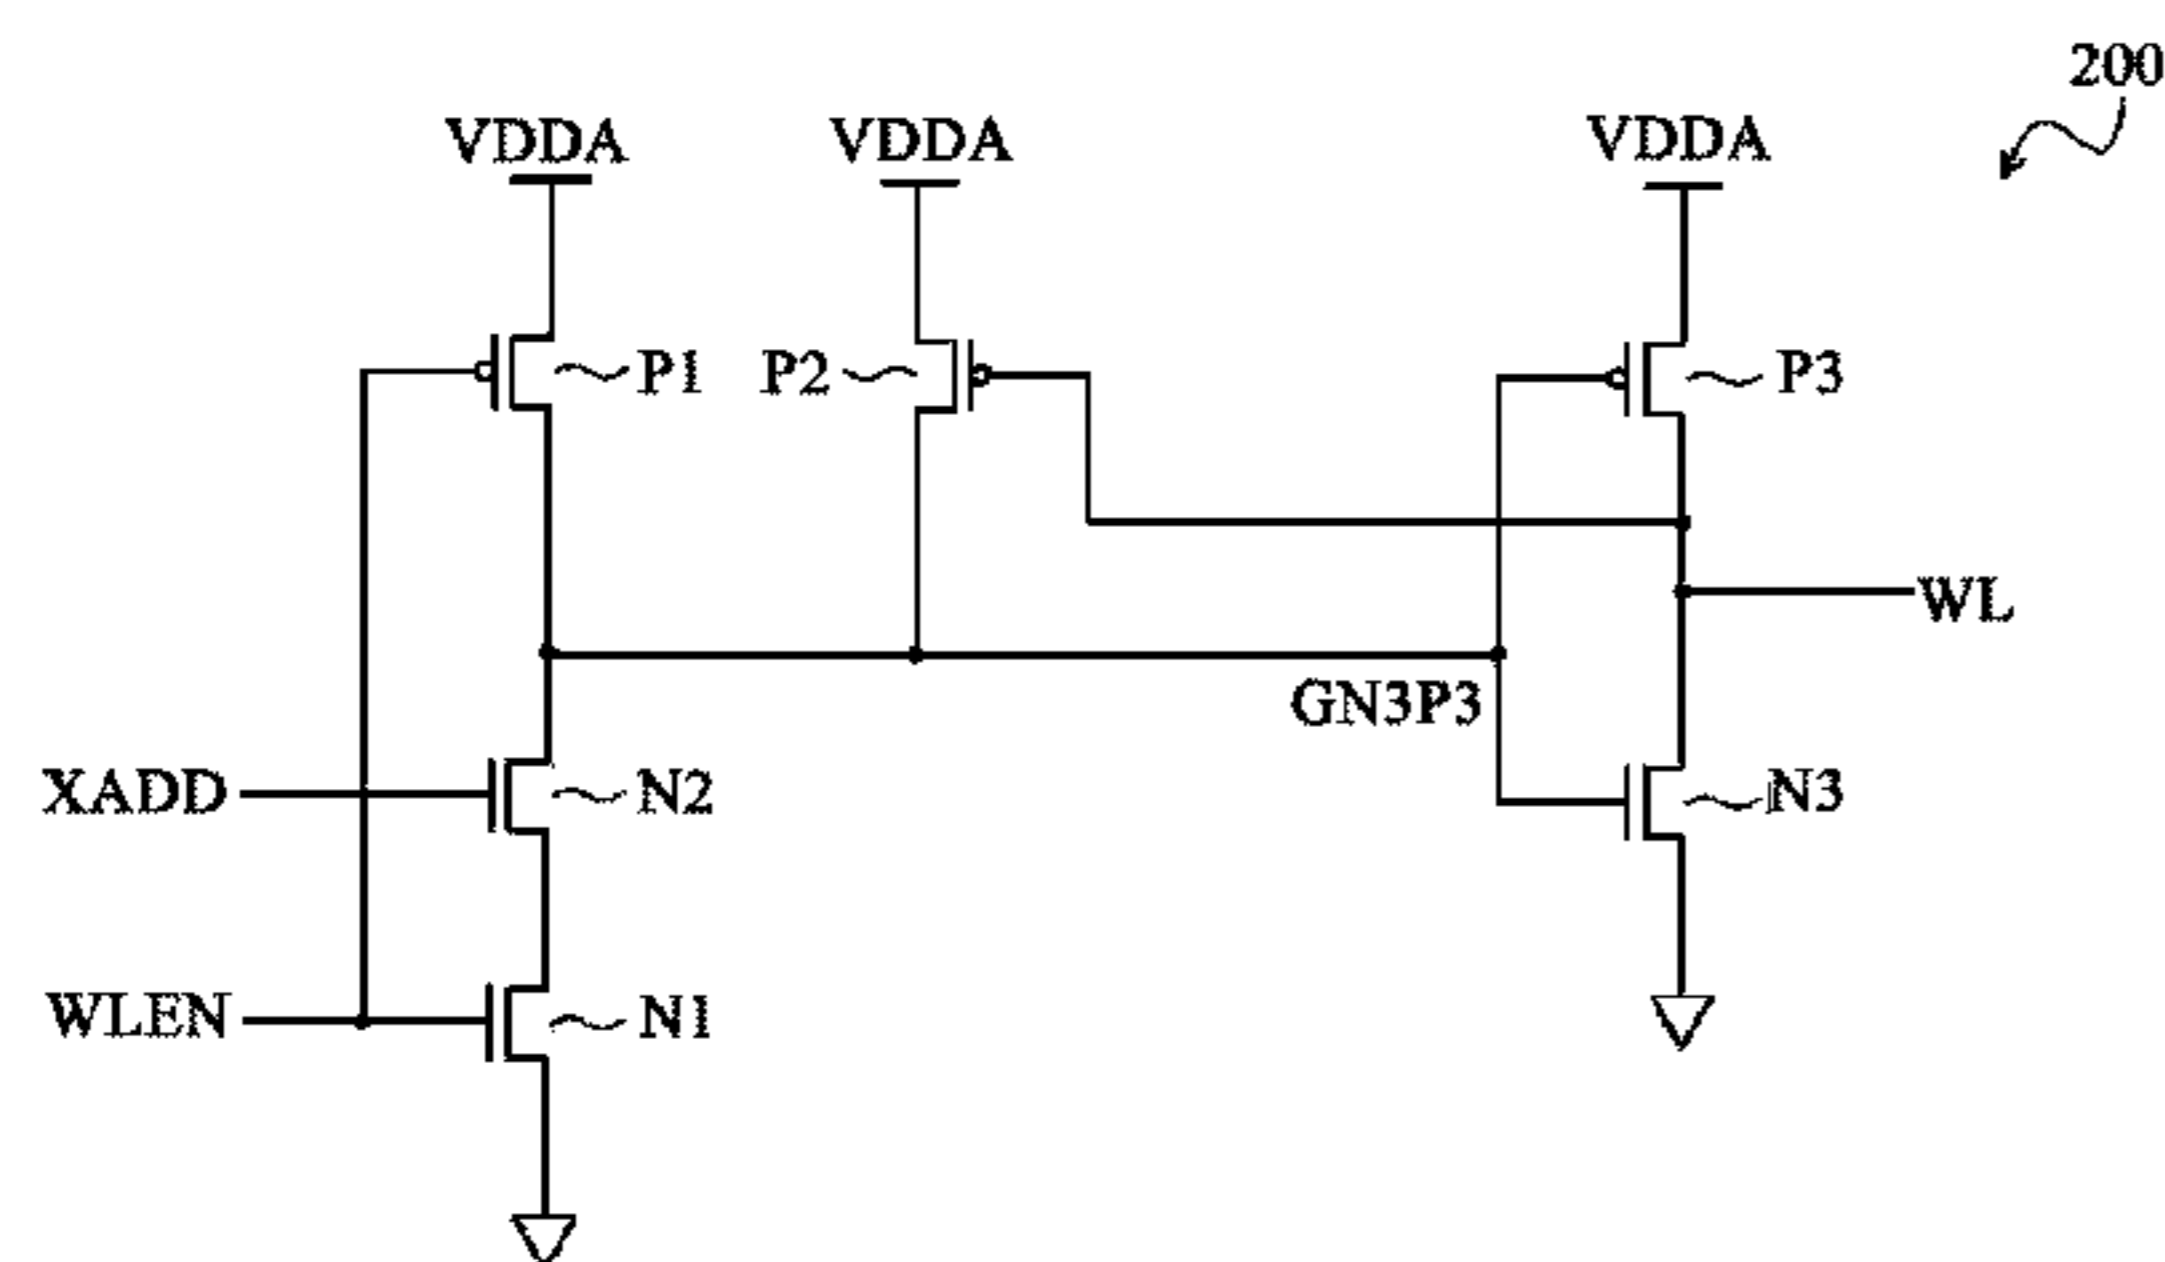 200
VDDA VDDA VDDA
P1 P2 P3
WL
GN3P3
XADD N2 N3
WLEN N1